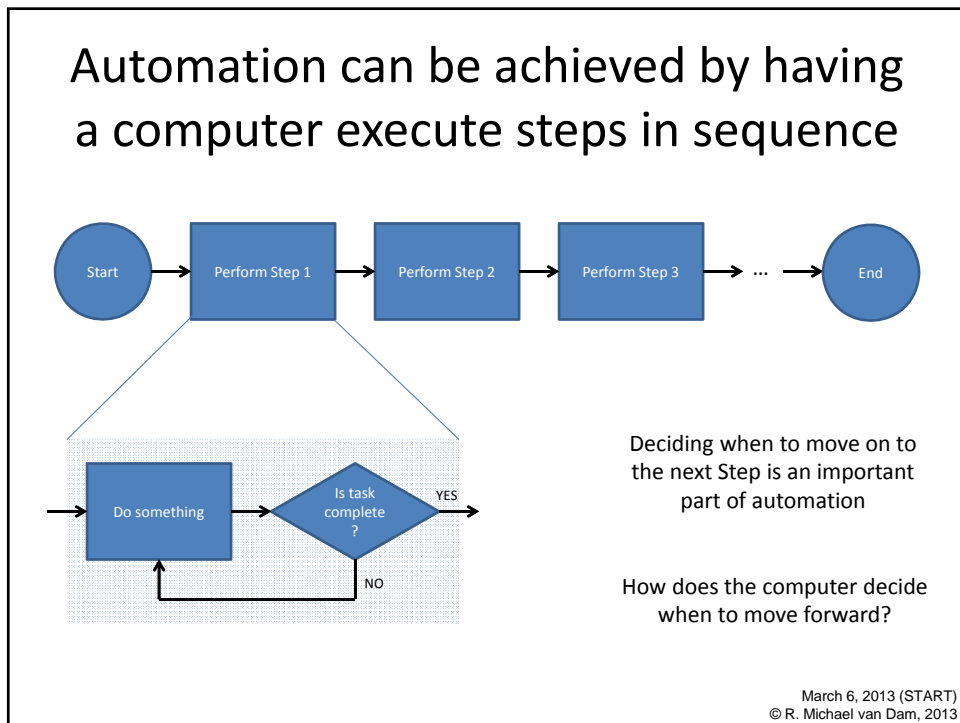 Automation can be achieved by having
a computer execute steps in sequence
Start
Perform Step 1
Perform Step 2
Perform Step 3
...
End
Do something
Is task
complete
?
YES
NO
Deciding when to move on to
the next Step is an important
part of automation
How does the computer decide
when to move forward?
March 6, 2013 (START)
© R. Michael van Dam, 2013